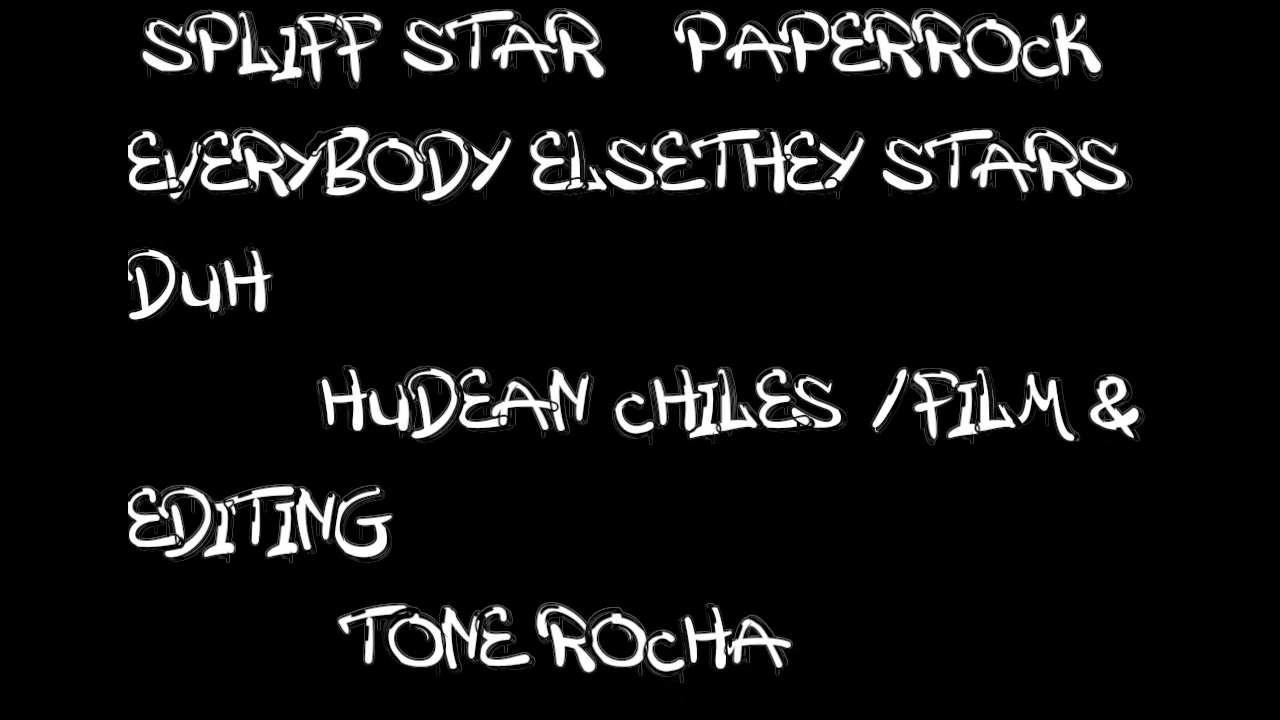 SPLIFF STAR PAPERROCK
EVERYBODY ELSETHEY STARS
DUH
HUDEAN CHILES /FILM &
EDITING
TONE ROCHA